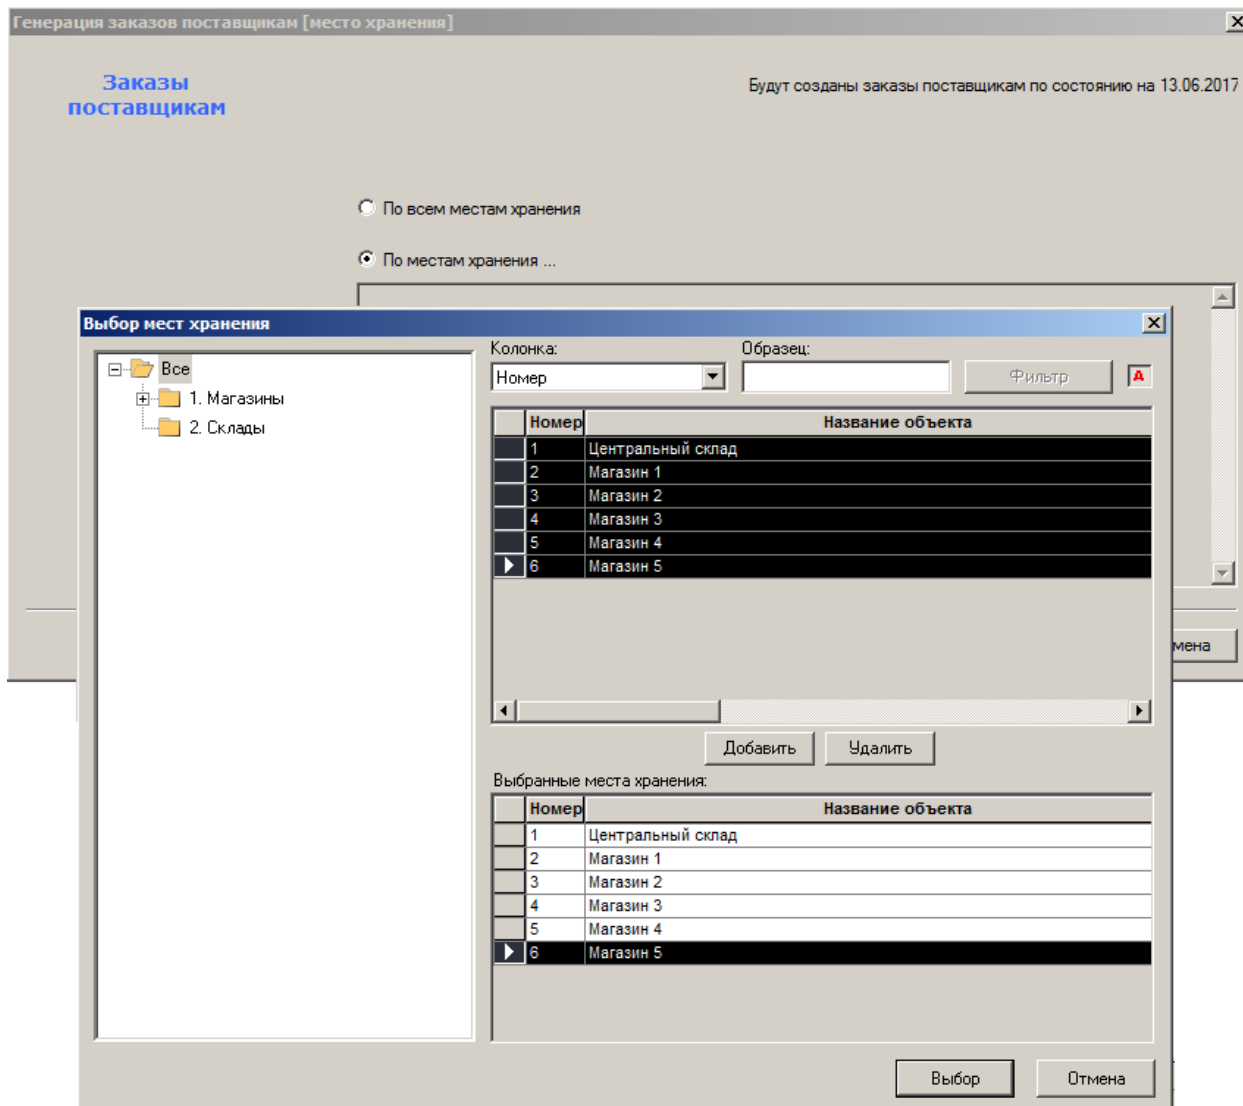 Генерация заказов поставщикам [место хранения]
Заказы
поставщикам
Будут созданы заказы поставщикам по состоянию на 13.06.2017
По всем местам хранения
По местам хранения ...
Выбор мест хранения
Все
1. Магазины
2. Склады
Колонка:
Образец:
Номер
Фильтр
A
Номер Название объекта
1 Центральный склад
2 Магазин 1
3 Магазин 2
4 Магазин 3
5 Магазин 4
6 Магазин 5
мена
Добавить Удалить
Выбранные места хранения:
Номер Название объекта
1 Центральный склад
2 Магазин 1
3 Магазин 2
4 Магазин 3
5 Магазин 4
6 Магазин 5
Выбор Отмена